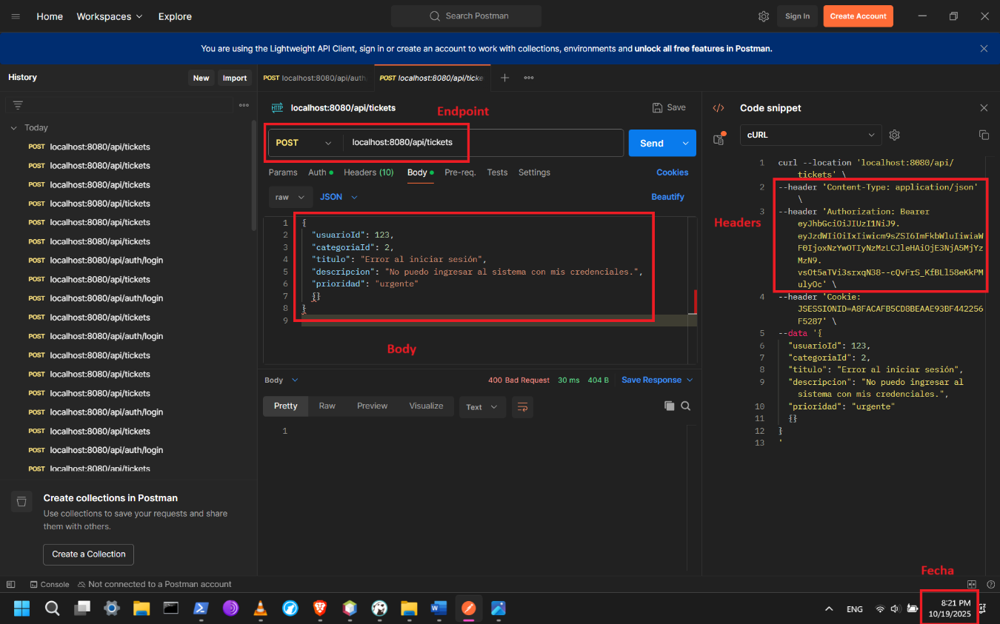 Home
Workspaces
Explore
Search Postman
Sign In
Create Account
You are using the Lightweight API Client, sign in or create an account to work with collections, environments and unlock all free features in Postman.
History
New
Import
Today
POST localhost:8080/api/tickets
POST localhost:8080/api/tickets
POST localhost:8080/api/tickets
POST localhost:8080/api/tickets
POST localhost:8080/api/tickets
POST localhost:8080/api/tickets
POST localhost:8080/api/auth/login
POST localhost:8080/api/tickets
POST localhost:8080/api/auth/login
POST localhost:8080/api/tickets
POST localhost:8080/api/auth/login
POST localhost:8080/api/tickets
POST localhost:8080/api/tickets
POST localhost:8080/api/tickets
POST localhost:8080/api/auth/login
POST localhost:8080/api/tickets
POST localhost:8080/api/auth/login
POST localhost:8080/api/tickets
Create collections in Postman
Use collections to save your requests and share
them with others.
Create a Collection
POST localhost:8080/api/auth
POST localhost:8080/api/ticke
HTTP localhost:8080/api/tickets
Endpoint
Save
POST
localhost:8080/api/tickets
Send
Params
Auth
Headers (10)
Body
Pre-req.
Tests
Settings
Cookies
raw
JSON
Beautify
1 {
2 "usuarioId": 123,
3 "categoriaId": 2,
4 "titulo": "Error al iniciar sesión",
5 "descripcion": "No puedo ingresar al sistema con mis credenciales.",
6 "prioridad": "urgente"
7 {}
8 }
9
Body
Body
400 Bad Request
30 ms
404 B
Save Response
Pretty
Raw
Preview
Visualize
Text
1
Code snippet
cURL
1 curl --location 'localhost:8080/api/
tickets' \
2 --header 'Content-Type: application/json'
\
Headers
3 --header 'Authorization: Bearer
eyJhbGciOiJIUzI1NiJ9.
eyJzdWIiOiIxIiwicm9sZSI6ImFkbWluIiwiaW
F0IjoxNzYwOTIyNzMzLCJleHAiOjE3NjA5MjYz
MzN9.
vsOt5aTVi3srxqN38--cQvFrS_KfBLl58eKkPM
ulyOc' \
4 --header 'Cookie:
JSESSIONID=A8FACAFB5CD8BEAAE93BF442256
F5287' \
5 --data '{
6 "usuarioId": 123,
7 "categoriaId": 2,
8 "titulo": "Error al iniciar sesión",
9 "descripcion": "No puedo ingresar al
sistema con mis credenciales.",
10 "prioridad": "urgente"
11 {}
12 }
13 '
Fecha
Console
Not connected to a Postman account
ENG
8:21 PM
10/19/2025